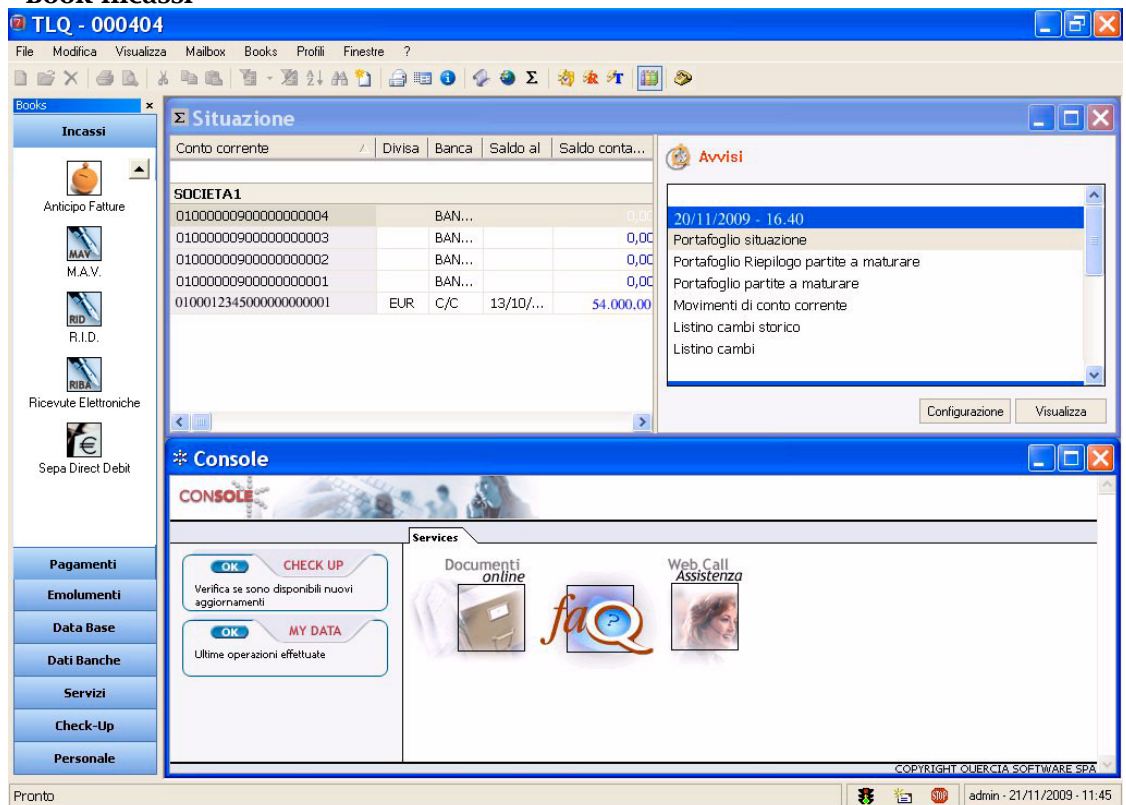 Book Incassi
TLQ - 000404
File Modifica Visualizza Mailbox Books Profili Finestre ?
Books x
Incassi
Anticipo Fatture
MAV
M.A.V.
RID
R.I.D.
RIBA
Ricevute Elettroniche
€
Sepa Direct Debit
Pagamenti
Emolumenti
Data Base
Dati Banche
Servizi
Check-Up
Personale
Σ Situazione
Conto corrente Divisa Banca Saldo al Saldo conta...
SOCIETA1
01000000900000000004 BAN... 0,00
01000000900000000003 BAN... 0,00
01000000900000000002 BAN... 0,00
01000000900000000001 BAN... 0,00
0100012345000000000001 EUR C/C 13/10/... 54.000.00
Avvisi
20/11/2009 - 16.40
Portafoglio situazione
Portafoglio Riepilogo partite a maturare
Portafoglio partite a maturare
Movimenti di conto corrente
Listino cambi storico
Listino cambi
Configurazione Visualizza
Console
CONSOLE
Services
OK CHECK UP
Verifica se sono disponibili nuovi
aggiornamenti
OK MY DATA
Ultime operazioni effettuate
Documenti
online
faQ ?
Web Call
Assistenza
COPYRIGHT QUERCIA SOFTWARE SPA
Pronto
STOP
admin - 21/11/2009 - 11:45